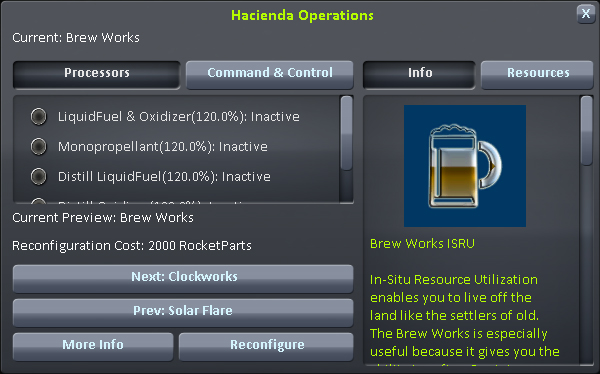 Hacienda Operations
X
Current: Brew Works
Processors
Command & Control
Info
Resources
LiquidFuel & Oxidizer(120.0%): Inactive
Monopropellant(120.0%): Inactive
Distill LiquidFuel(120.0%): Inactive
Current Preview: Brew Works
Reconfiguration Cost: 2000 RocketParts
Next: Clockworks
Prev: Solar Flare
More Info
Reconfigure
Brew Works ISRU
In-Situ Resource Utilization
enables you to live off the
land like the settlers of old.
The Brew Works is especially
useful because it gives you the